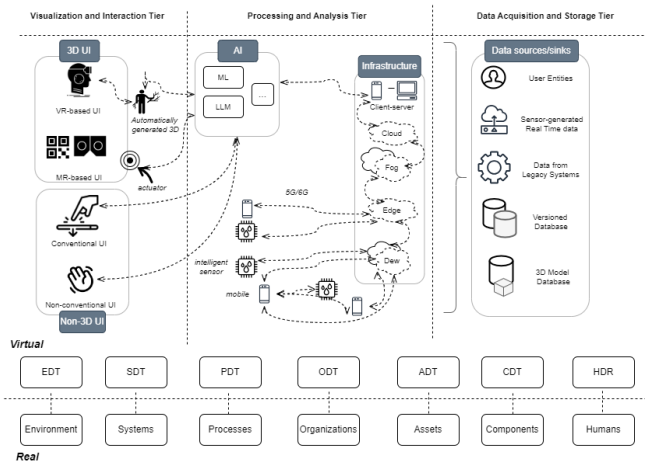 Visualization and Interaction Tier
Processing and Analysis Tier
Data Acquisition and Storage Tier
3D UI
VR-based UI
Automatically
generated 3D
MR-based UI
actuator
Conventional UI
Non-conventional UI
Non-3D UI
AI
ML
LLM
...
Infrastructure
Client-server
Cloud
Fog
5G/6G
Edge
intelligent
sensor
Dew
mobile
Data sources/sinks
User Entities
Sensor-generated
Real Time data
Data from
Legacy Systems
Versioned
Database
3D Model
Database
Virtual
EDT
SDT
PDT
ODT
ADT
CDT
HDR
Environment
Systems
Processes
Organizations
Assets
Components
Humans
Real